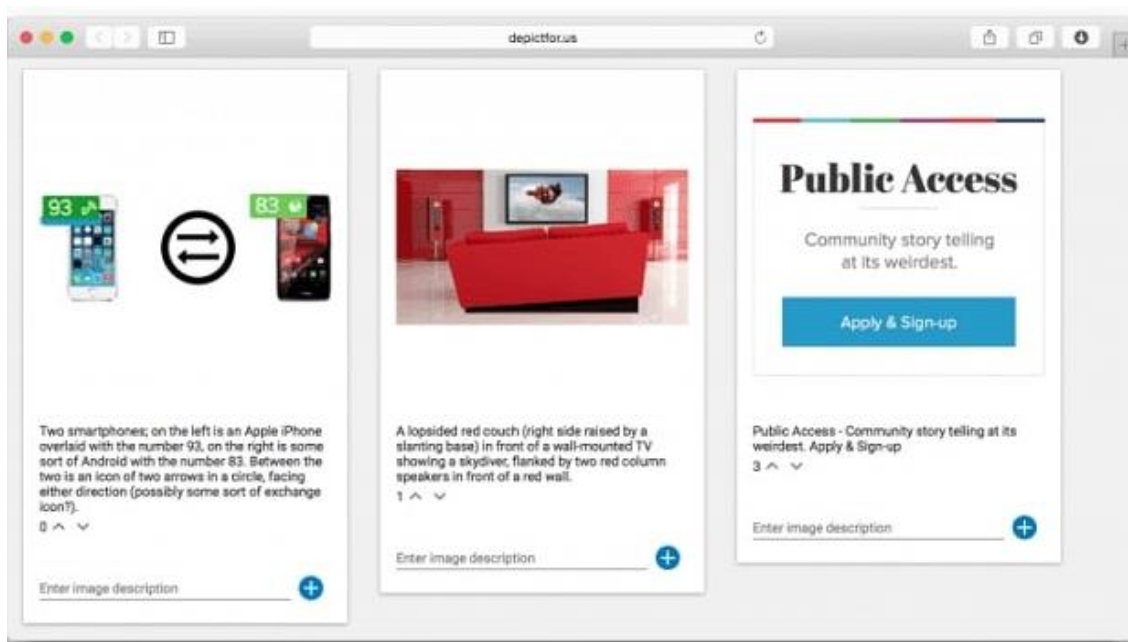 depictfor.us
93
83
Two smartphones; on the left is an Apple iPhone
overlaid with the number 93, on the right is some
sort of Android with the number 83. Between the
two is an icon of two arrows in a circle, facing
either direction (possibly some sort of exchange
icon?).
0
Enter image description
A lopsided red couch (right side raised by a
slanting base) in front of a wall-mounted TV
showing a skydiver, flanked by two red column
speakers in front of a red wall.
1
Enter image description
Public Access
Community story telling
at its weirdest.
Apply & Sign-up
Public Access - Community story telling at its
weirdest. Apply & Sign-up
3
Enter image description